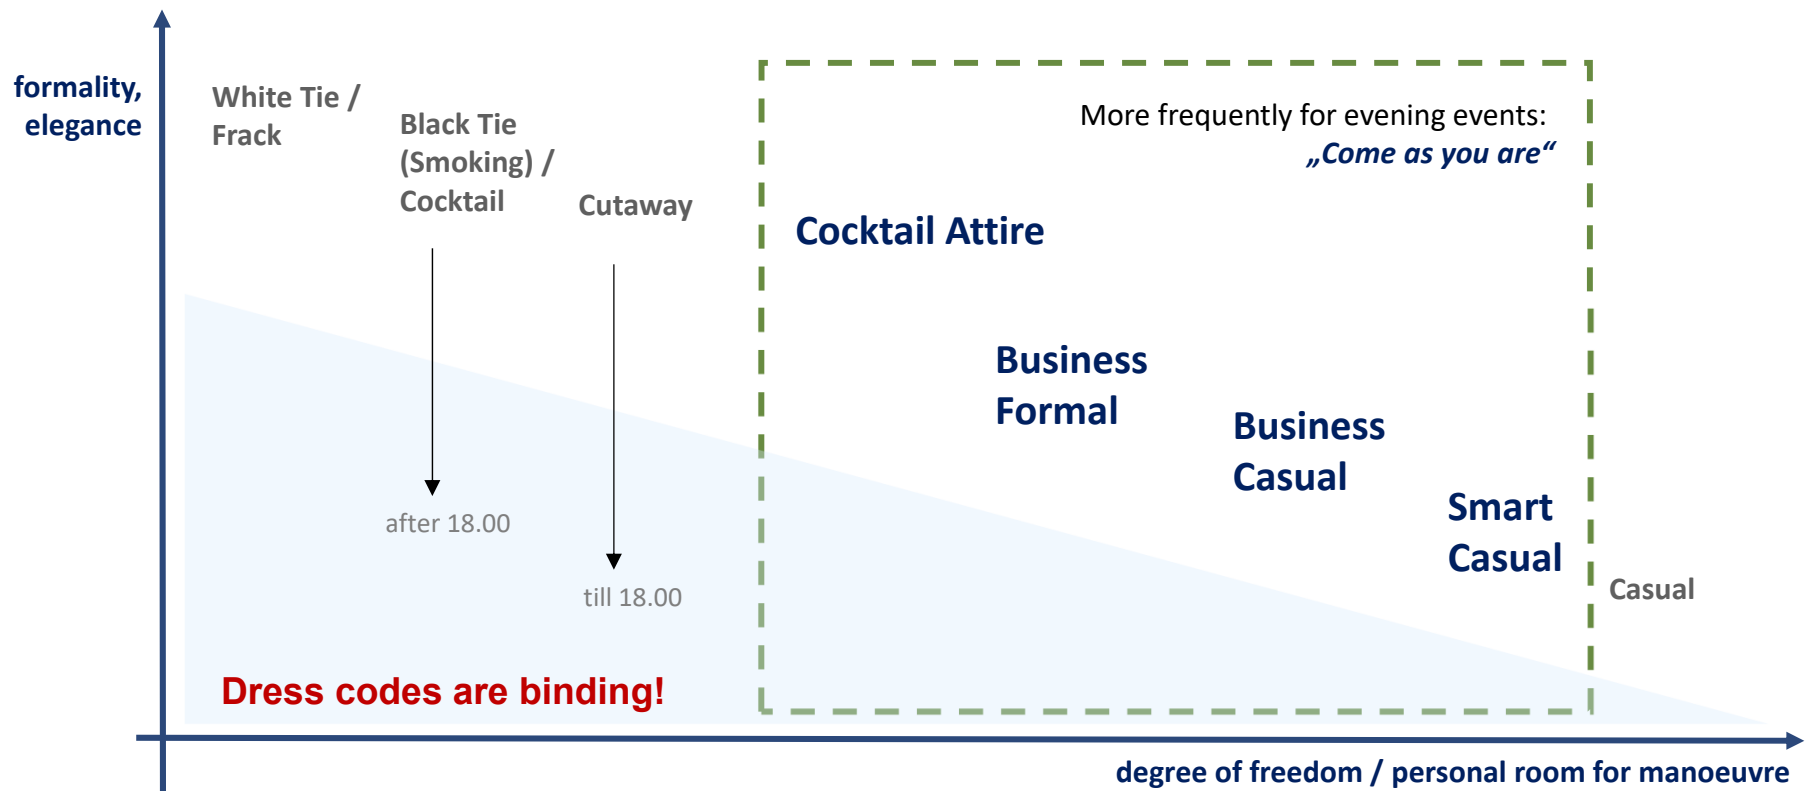 formality,
elegance
White Tie /
Frack
Black Tie
(Smoking) /
Cocktail
Cutaway
More frequently for evening events:
„Come as you are“
Cocktail Attire
Business
Formal
Business
Casual
Smart
Casual
Casual
after 18.00
till 18.00
Dress codes are binding!
degree of freedom / personal room for manoeuvre